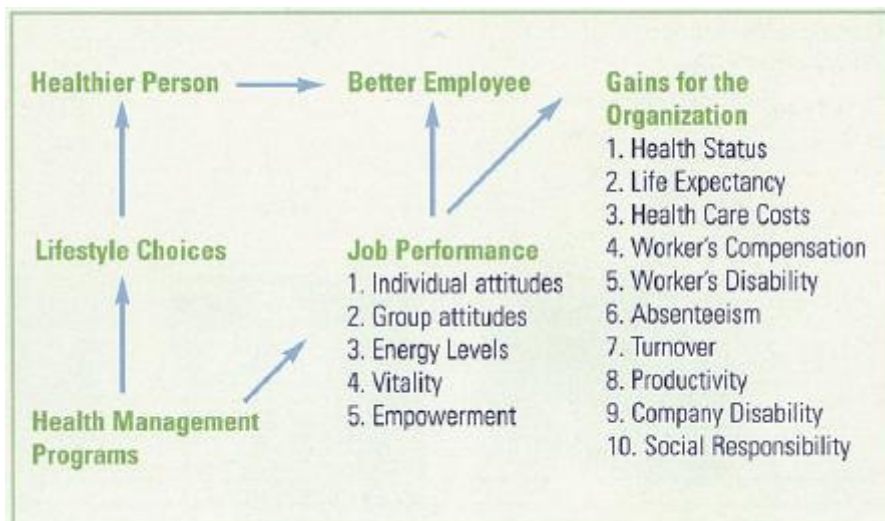 Healthier Person
Better Employee
Gains for the
Organization
1. Health Status
2. Life Expectancy
3. Health Care Costs
4. Worker's Compensation
5. Worker's Disability
6. Absenteeism
7. Turnover
8. Productivity
9. Company Disability
10. Social Responsibility
Lifestyle Choices
Job Performance
1. Individual attitudes
2. Group attitudes
3. Energy Levels
4. Vitality
5. Empowerment
Health Management
Programs